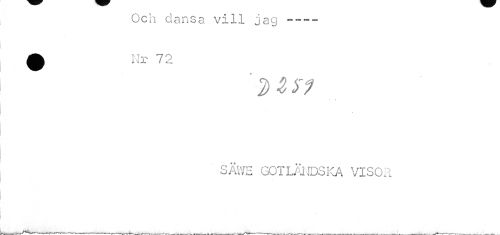 Och dansa vill jag ----
Nr 72
D 259
SÄWE GOTLÄNDSKA VISOR